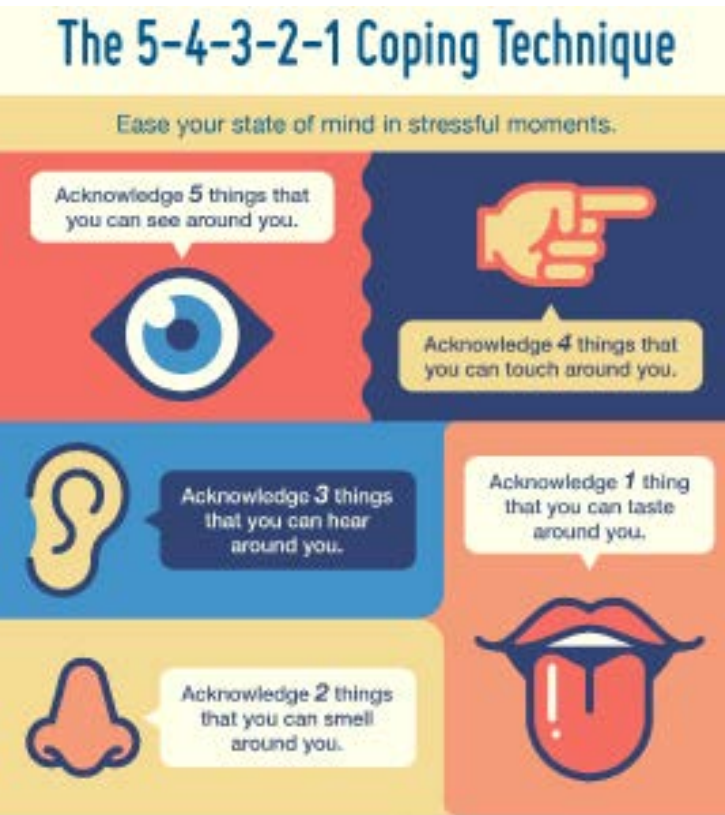 The 5-4-3-2-1 Coping Technique
Ease your state of mind in stressful moments.
Acknowledge 5 things that
you can see around you.
Acknowledge 4 things that
you can touch around you.
Acknowledge 3 things
that you can hear
around you.
Acknowledge 2 things
that you can smell
around you.
Acknowledge 1 thing
that you can taste
around you.